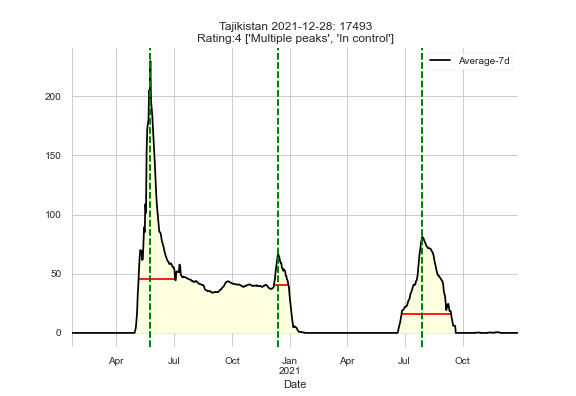 Tajikistan 2021-12-28: 17493
Rating:4 ['Multiple peaks', 'In control']
Average-7d
200
150
100
50
0
Apr
Jul
Oct
Jan
2021
Apr
Jul
Oct
Date